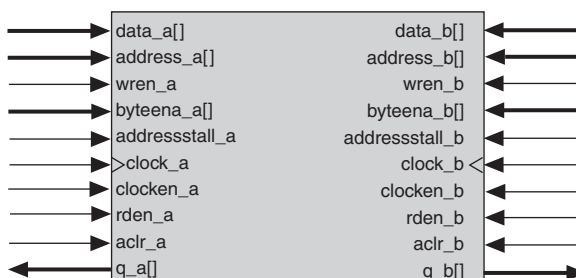 data_a[] data_b[]
address_a[] address_b[]
wren_a wren_b
byteena_a[] byteena_b[]
addressstall_a addressstall_b
clock_a clock_b
clocken_a clocken_b
rden_a rden_b
aclr_a aclr_b
q_a[] q_b[]